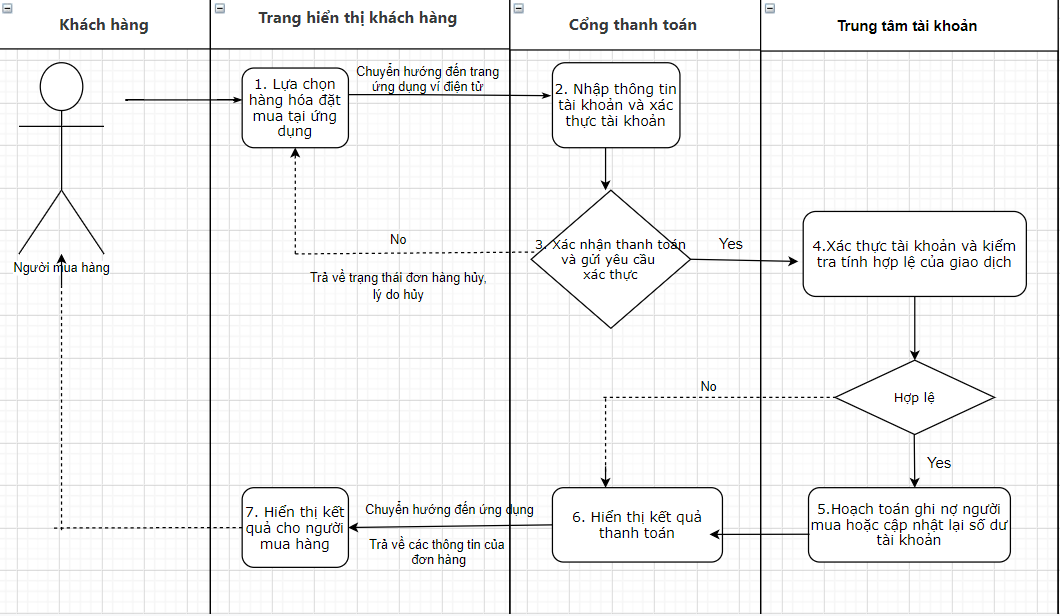 Khách hàng
Trang hiển thị khách hàng
Cổng thanh toán
Trung tâm tài khoản
Người mua hàng
1. Lựa chọn
hàng hóa đặt
mua tại ứng
dụng
Chuyển hướng đến trang
ứng dụng ví điện tử
2. Nhập thông tin
tài khoản và xác
thực tài khoản
3. Xác nhận thanh toán
và gửi yêu cầu
xác thực
No
Trả về trạng thái đơn hàng hủy,
lý do hủy
Yes
4.Xác thực tài khoản và kiểm
tra tính hợp lệ của giao dịch
Hợp lệ
No
Yes
5.Hoạch toán ghi nợ người
mua hoặc cập nhật lại số dư
tài khoản
6. Hiển thị kết quả
thanh toán
Chuyển hướng đến ứng dụng
Trả về các thông tin của
đơn hàng
7. Hiển thị kết
quả cho người
mua hàng